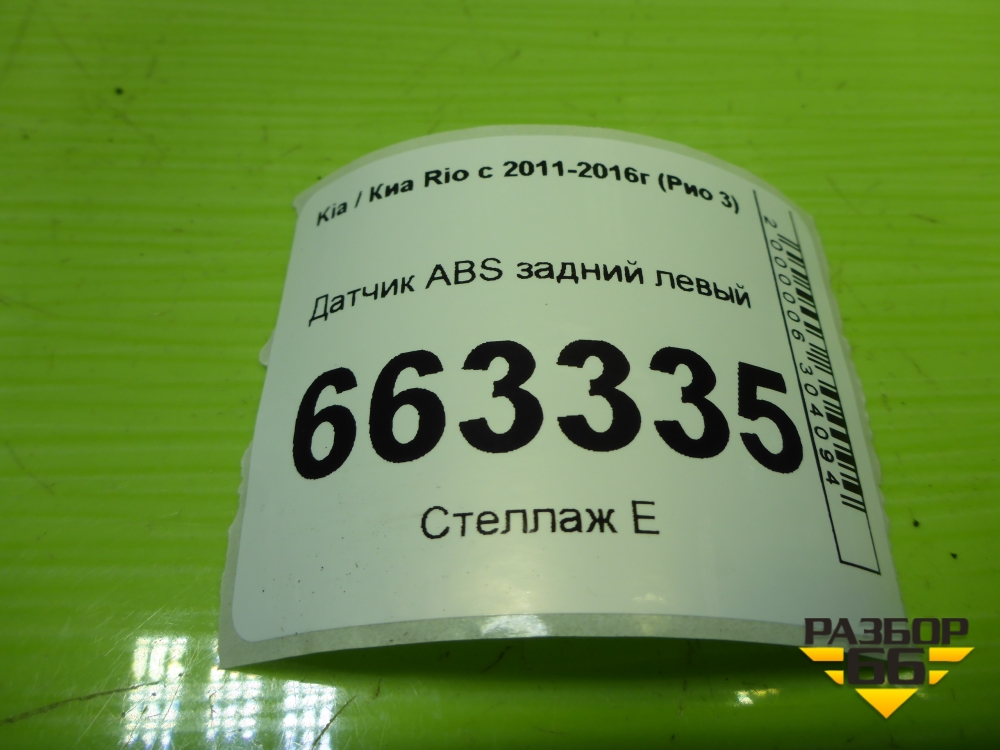 Kia / Киа Rio с 2011-2016г (Рио 3)
Датчик ABS задний левый
663335
Стеллаж Е
2000006304094
РАЗБОР
66